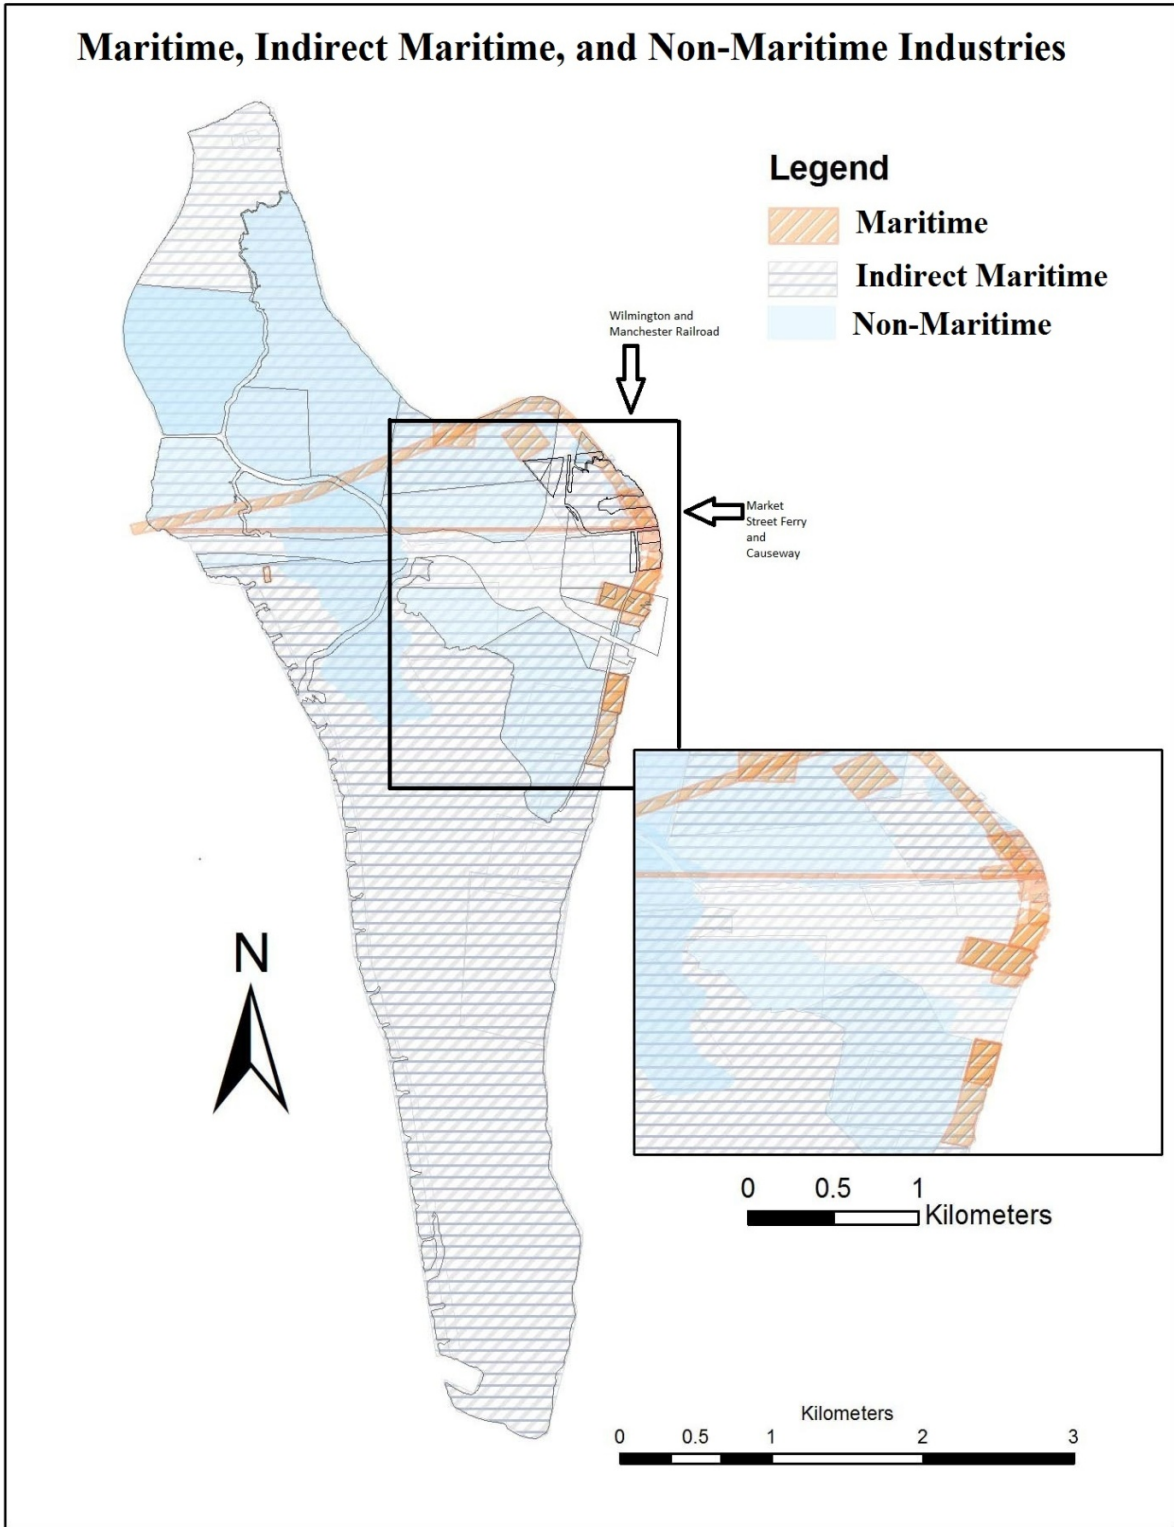 Maritime, Indirect Maritime, and Non-Maritime Industries
Legend
Maritime
Indirect Maritime
Non-Maritime
Wilmington and
Manchester Railroad
Market
Street Ferry
and
Causeway
N
0 0.5 1
Kilometers
Kilometers
0 0.5 1 2 3